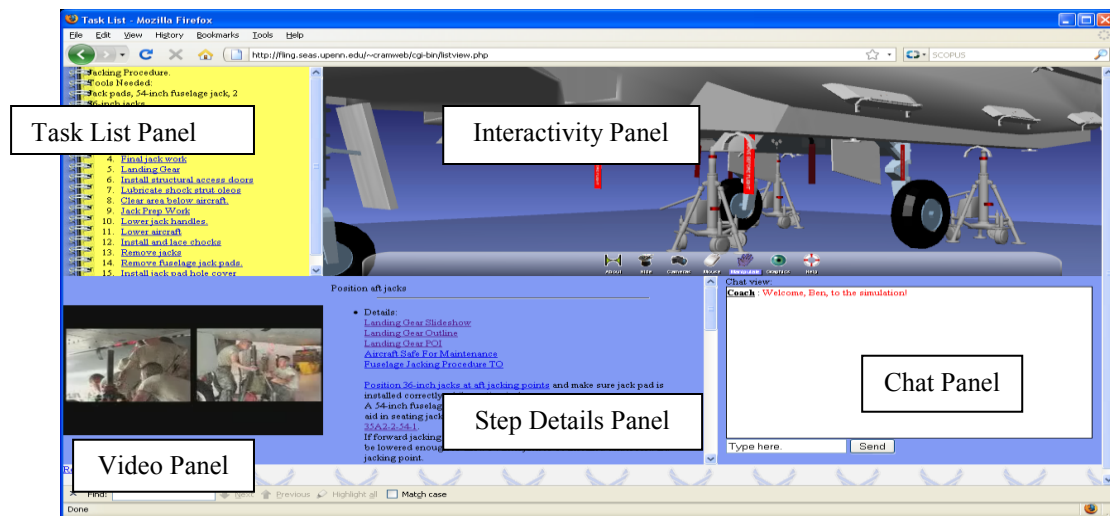 Task List - Mozilla Firefox
File Edit View History Bookmarks Tools Help
http://fling.seas.upenn.edu/~cramweb/cgi-bin/listview.php
SCOPUS
Jacking Procedure.
Tools Needed:
Jack pads, 54-inch fuselage jack, 2
36-inch jacks
Task List Panel
4. Final jack work
5. Landing Gear
6. Install structural access doors
7. Lubricate shock strut oleos
8. Clear area below aircraft.
9. Jack Prep Work
10. Lower jack handles.
11. Lower aircraft
12. Install and lace chocks
13. Remove jacks
14. Remove fuselage jack pads.
15. Install jack pad hole cover
Interactivity Panel
About Cameras Mouse Manipulate Graphics Help
Video Panel
Position aft jacks
Details:
Landing Gear Slideshow
Landing Gear Outline
Landing Gear POI
Aircraft Safe For Maintenance
Fuselage Jacking Procedure TO
Position 36-inch jacks at aft jacking points and make sure jack pad is
installed correctly
A 54-inch fuselag
aid in seating jack
35A2-2-54-1.
If forward jacking
be lowered enoug
jacking point.
Step Details Panel
Chat view:
Coach : Welcome, Ben, to the simulation!
Chat Panel
Type here. Send
Find: Next Previous Highlight all Match case
Done